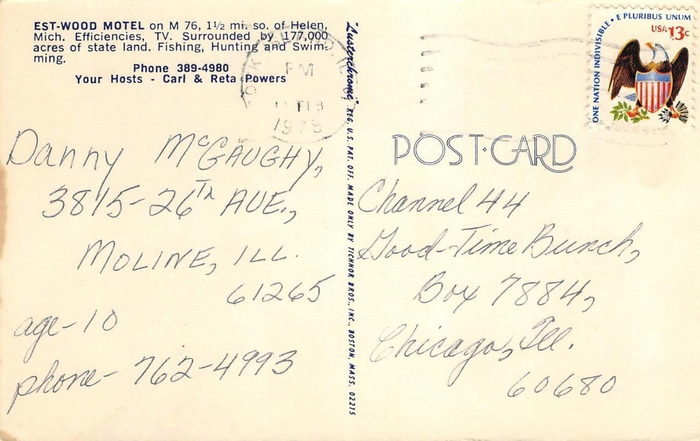 EST-WOOD MOTEL on M 76, 1½ mi. so. of Helen,
Mich. Efficiencies, TV. Surrounded by 177,000
acres of state land. Fishing, Hunting and Swim-
ming.
Phone 389-4980
Your Hosts - Carl & Reta Powers
PM
1976
Danny McGAUGHY,
3815-26TH AVE.,
MOLINE, ILL.
61265
age-10
phone- 762-4993
"Lusterchrome" REG. U.S. PAT. OFF. MADE ONLY BY TICHNOR BROS., INC., BOSTON, MASS. 02215
ONE NATION INDIVISIBLE • E PLURIBUS UNUM
USA 13c
POST-CARD
Channel 44
Good-Time Bunch,
Box 7884,
Chicago, Ill.
60680